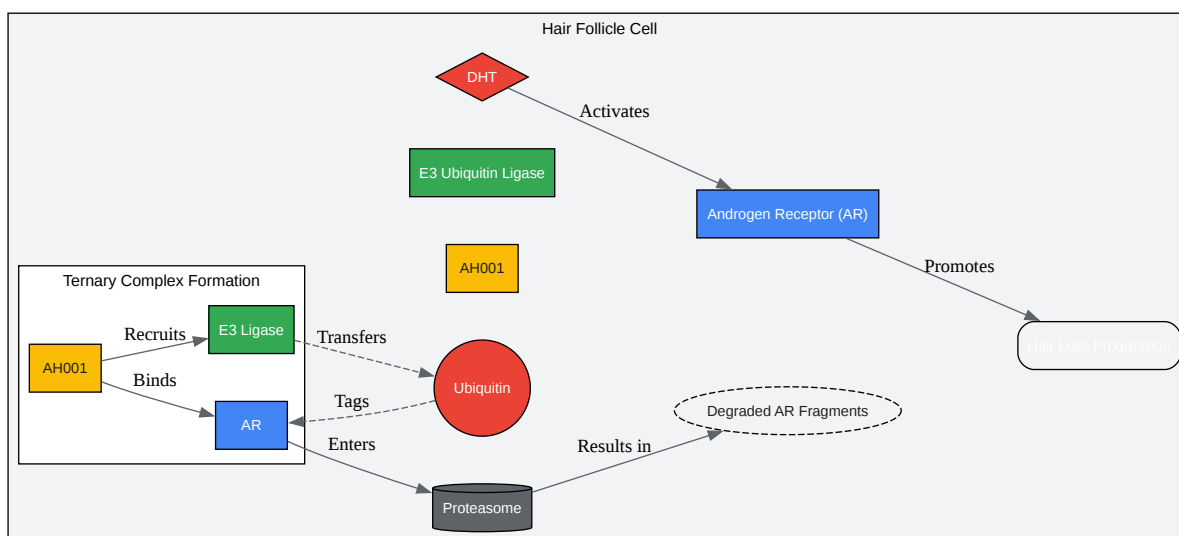 Hair Follicle Cell
DHT
Activates
E3 Ubiquitin Ligase
Androgen Receptor (AR)
AH001
Promotes
Ternary Complex Formation
Recruits
E3 Ligase
Transfers
Hair Loss Progression
AH001
Binds
Ubiquitin
Tags
AR
Degraded AR Fragments
Enters
Results in
Proteasome